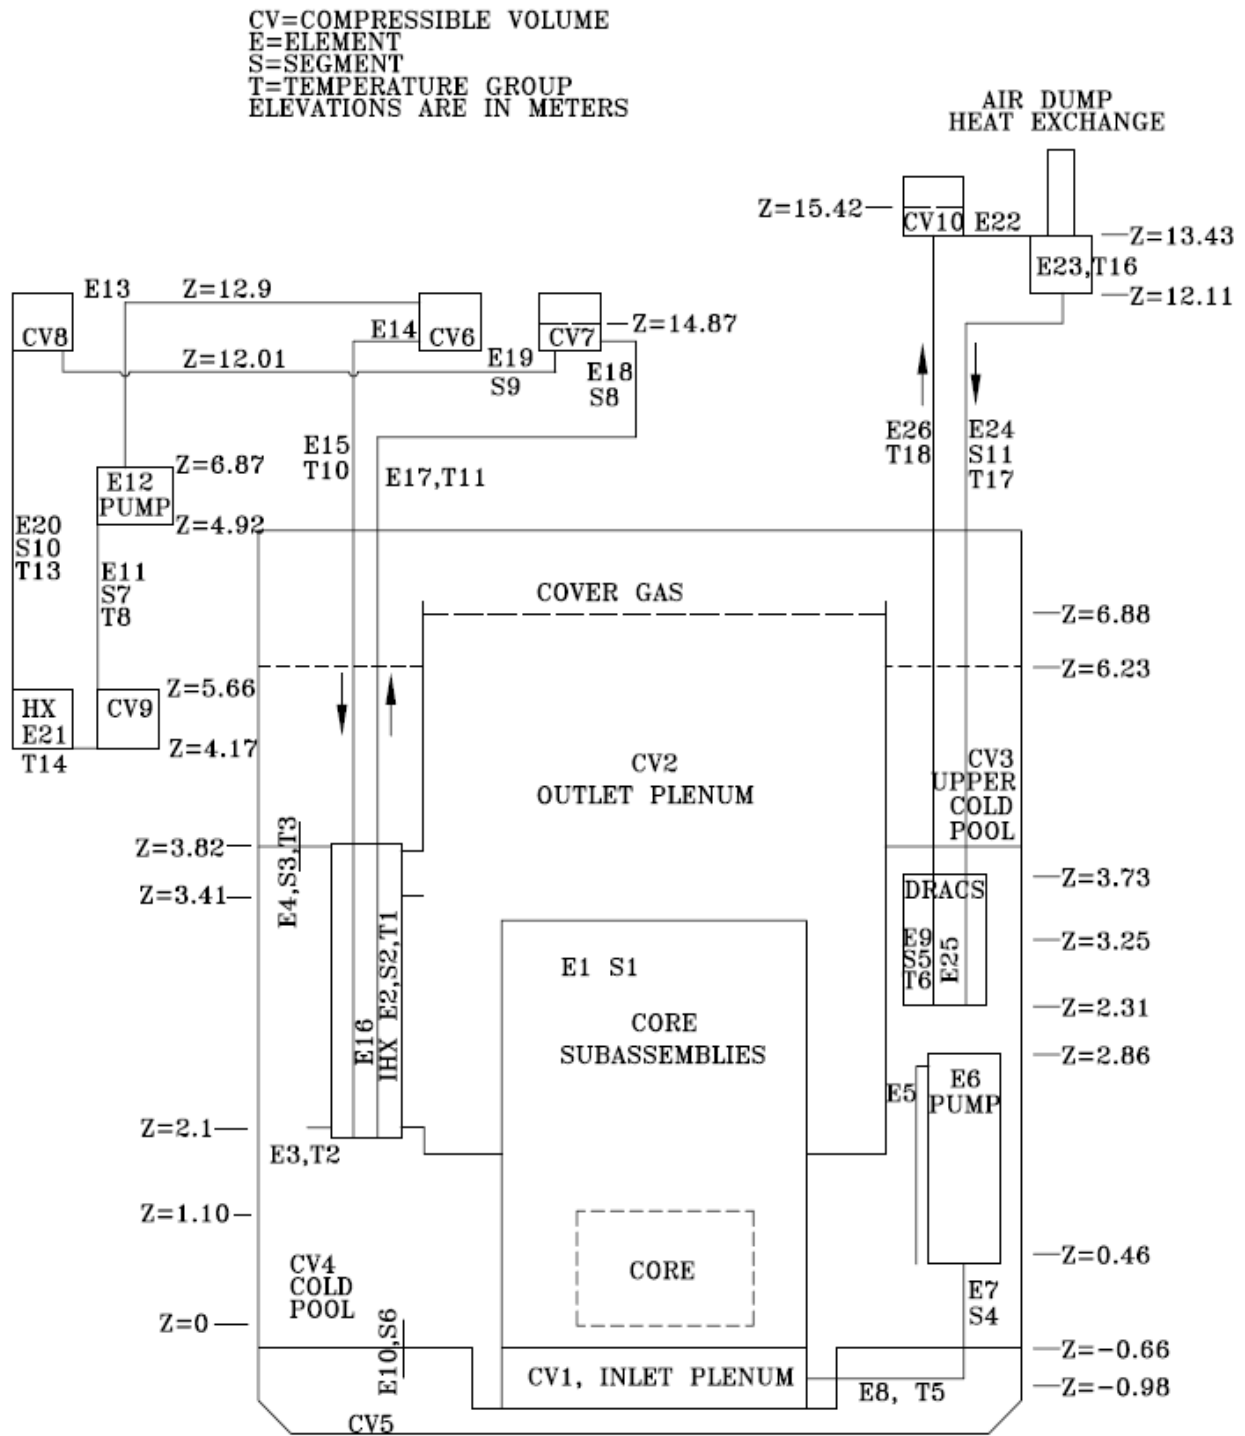 CV=COMPRESSIBLE VOLUME
E=ELEMENT
S=SEGMENT
T=TEMPERATURE GROUP
ELEVATIONS ARE IN METERS
AIR DUMP
HEAT EXCHANGE
Z=15.42
CV10
E22
Z=13.43
E23,T16
Z=12.11
E13
Z=12.9
CV8
E14
CV6
CV7
Z=14.87
Z=12.01
E19
S9
E18
S8
E15
T10
E17,T11
E26
T18
E24
S11
T17
Z=6.87
E12
PUMP
Z=4.92
E20
S10
T13
E11
S7
T8
COVER GAS
Z=6.88
Z=6.23
Z=5.66
HX
E21
T14
CV9
Z=4.17
CV2
OUTLET PLENUM
CV3
UPPER
COLD
POOL
Z=3.82
Z=3.41
E4,S3,T3
IHX E2,S2,T1
E16
DRACS
E9
S5
T6
E25
Z=3.73
Z=3.25
Z=2.31
Z=2.86
E1 S1
CORE
SUBASSEMBLIES
E5
E6
PUMP
Z=2.1
E3,T2
Z=1.10
CORE
Z=0.46
CV4
COLD
POOL
Z=0
E10,S6
E7
S4
Z=-0.66
CV1, INLET PLENUM
E8, T5
Z=-0.98
CV5